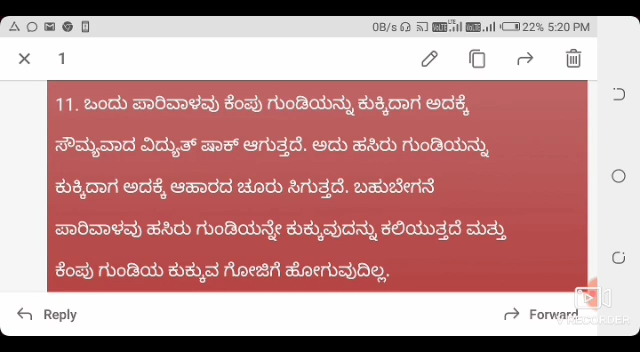 0B/s 22% 5:20 PM
1
11. ಒಂದು ಪಾರಿವಾಳವು ಕೆಂಪು ಗುಂಡಿಯನ್ನು ಕುಕ್ಕಿದಾಗ ಅದಕ್ಕೆ
ಸೌಮ್ಯವಾದ ವಿದ್ಯುತ್ ಷಾಕ್ ಆಗುತ್ತದೆ. ಅದು ಹಸಿರು ಗುಂಡಿಯನ್ನು
ಕುಕ್ಕಿದಾಗ ಅದಕ್ಕೆ ಆಹಾರದ ಚೂರು ಸಿಗುತ್ತದೆ. ಬಹುಬೇಗನೆ
ಪಾರಿವಾಳವು ಹಸಿರು ಗುಂಡಿಯನ್ನೇ ಕುಕ್ಕುವುದನ್ನು ಕಲಿಯುತ್ತದೆ ಮತ್ತು
ಕೆಂಪು ಗುಂಡಿಯ ಕುಕ್ಕುವ ಗೋಜಿಗೆ ಹೋಗುವುದಿಲ್ಲ.
Reply Forward